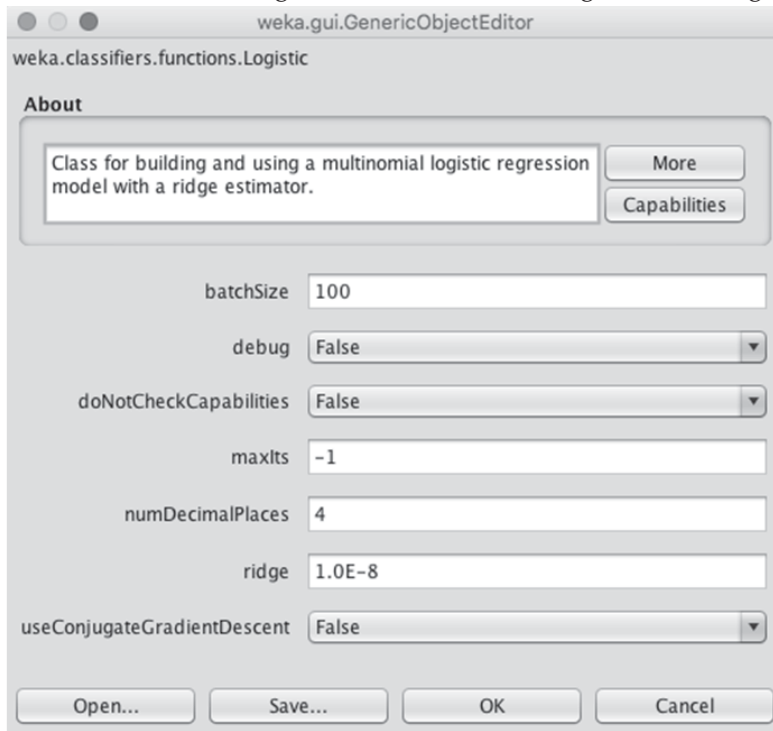 weka.gui.GenericObjectEditor
weka.classifiers.functions.Logistic
About
Class for building and using a multinomial logistic regression
model with a ridge estimator.
More
Capabilities
batchSize 100
debug False
doNotCheckCapabilities False
maxIts -1
numDecimalPlaces 4
ridge 1.0E-8
useConjugateGradientDescent False
Open... Save... OK Cancel